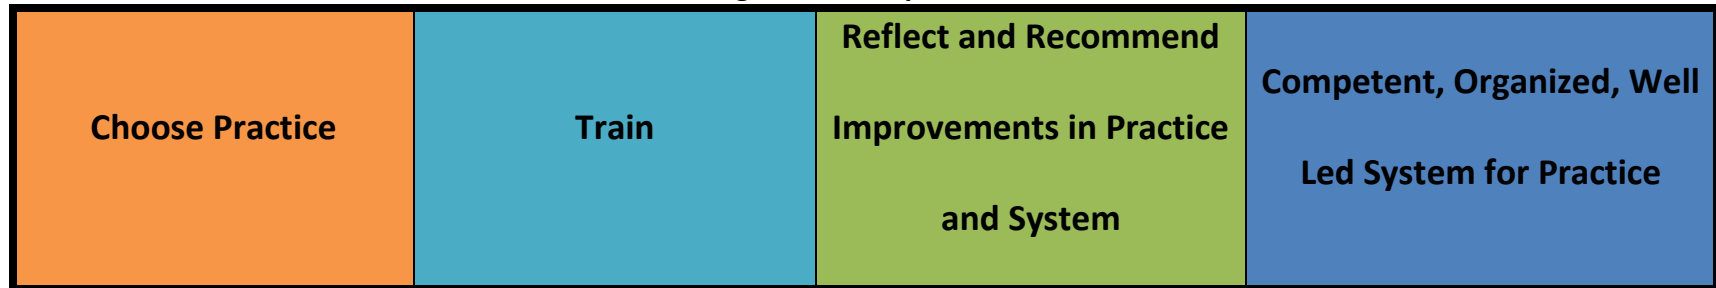 Choose Practice
Train
Reflect and Recommend
Improvements in Practice
and System
Competent, Organized, Well
Led System for Practice